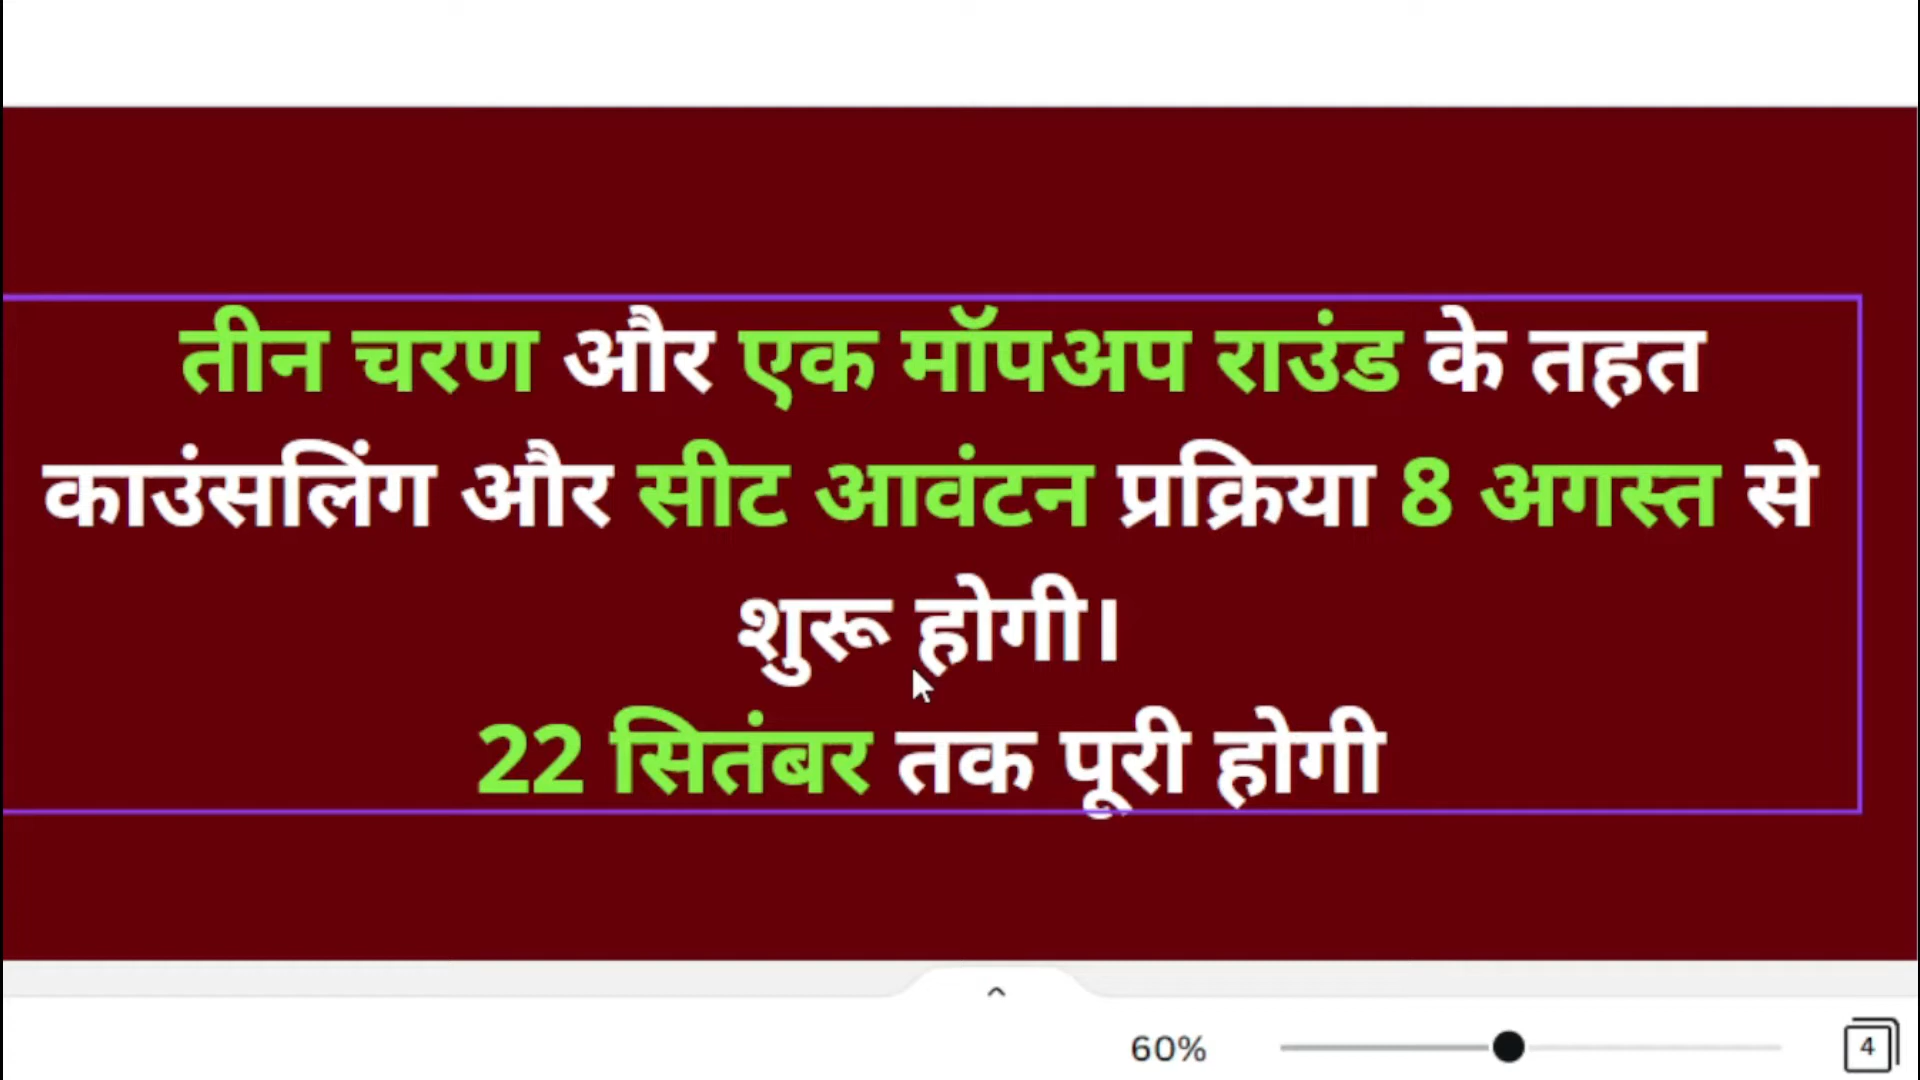 तीन चरण और एक मॉपअप राउंड के तहत
काउंसलिंग और सीट आवंटन प्रक्रिया 8 अगस्त से
शुरू होगी।
22 सितंबर तक पूरी होगी
60%
4